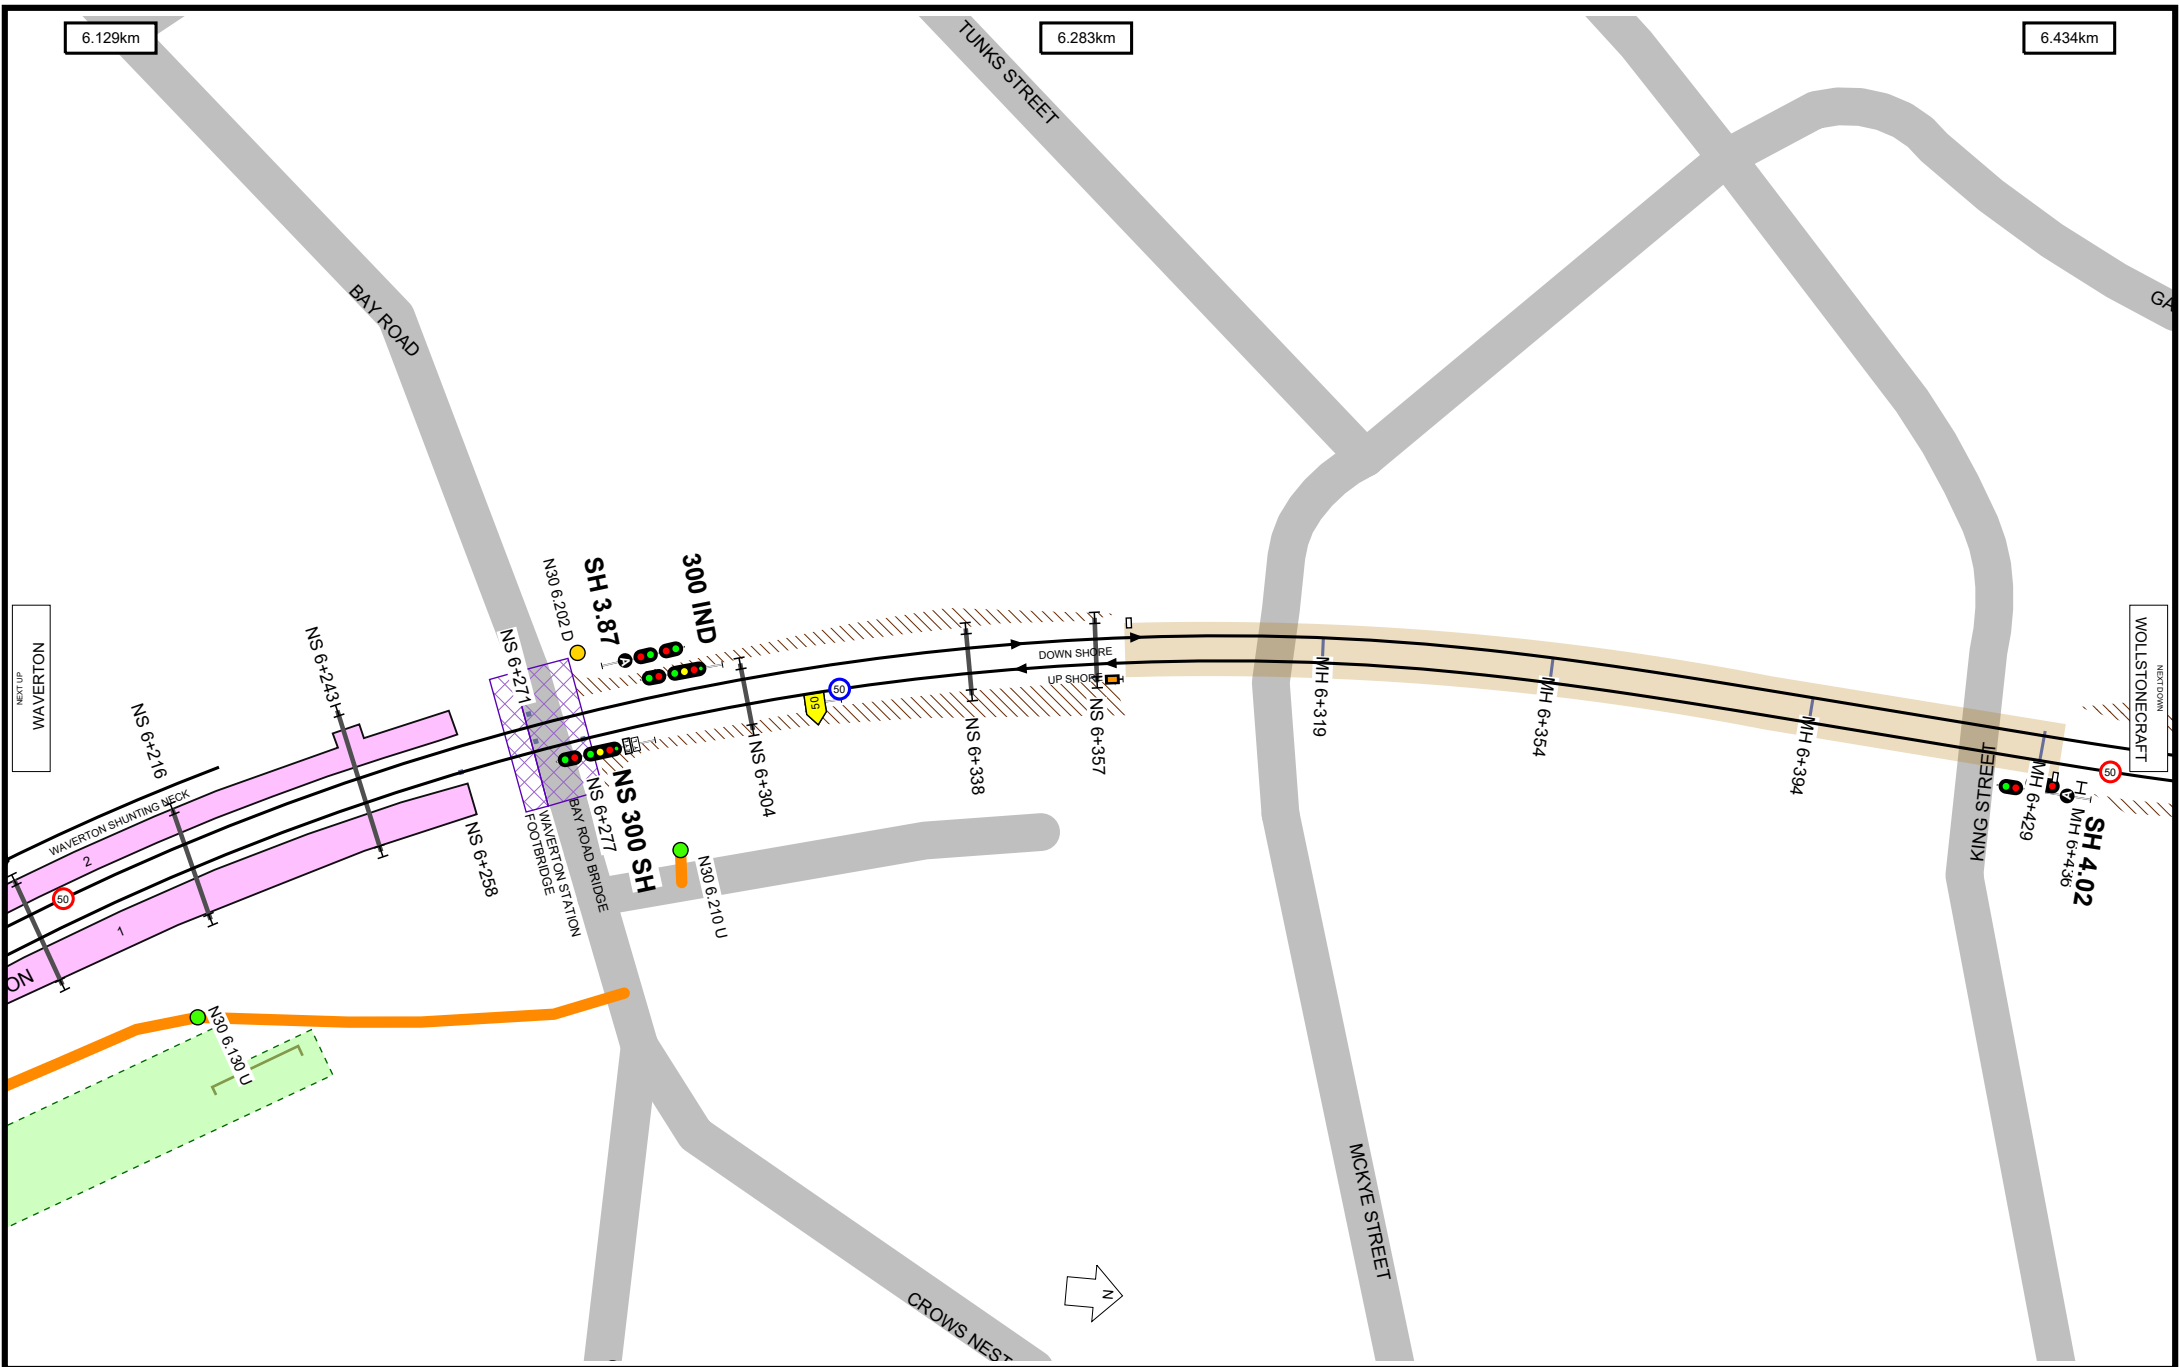 6.129km
6.283km
6.434km
TUNKS STREET
BAY ROAD
GA
NEXT UP
WAVERTON
NS 6+216
NS 6+243
NS 6+271
N30 6.202 D
SH 3.87
A
300 IND
DOWN SHORE
UP SHORE
50
50
NS 6+304
NS 6+338
NS 6+357
MH 6+319
MH 6+354
MH 6+394
KING STREET
MH 6+429
A
MH 6+436
SH 4.02
50
WOLLSTONECRAFT
NEXT DOWN
WAVERTON SHUNTING NECK
2
50
1
ON
NS 6+258
WAVERTON STATION
FOOTBRIDGE
BAY ROAD BRIDGE
NS 6+277
NS 300 SH
N30 6.210 U
N30 6.130 U
MCKYE STREET
CROWS NEST
N